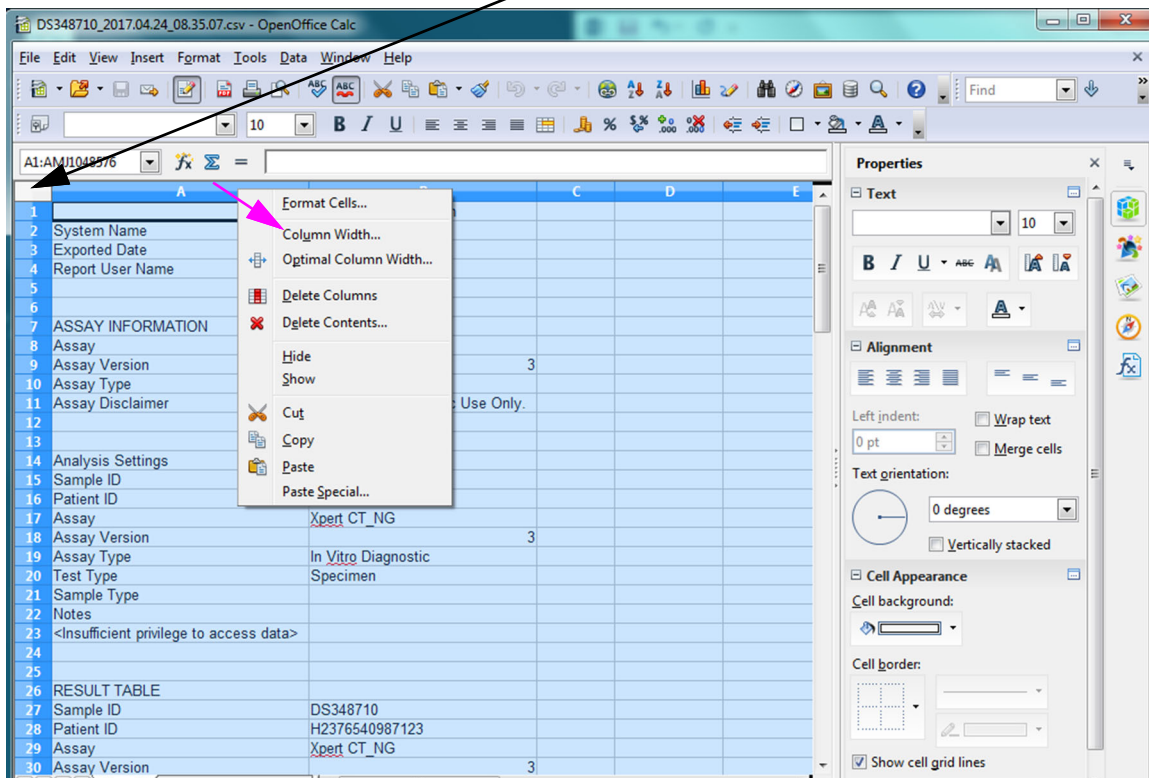 DS348710_2017.04.24_08.35.07.csv - OpenOffice Calc
File Edit View Insert Format Tools Data Window Help
Find
10 B I U
A1:AMJ1048576
A C D E
1
2 System Name
3 Exported Date
4 Report User Name
5
6
7 ASSAY INFORMATION
8 Assay
9 Assay Version 3
10 Assay Type
11 Assay Disclaimer Use Only.
12
13
14 Analysis Settings
15 Sample ID
16 Patient ID
17 Assay Xpert CT_NG
18 Assay Version 3
19 Assay Type In Vitro Diagnostic
20 Test Type Specimen
21 Sample Type
22 Notes
23 <Insufficient privilege to access data>
24
25
26 RESULT TABLE
27 Sample ID DS348710
28 Patient ID H2376540987123
29 Assay Xpert CT_NG
30 Assay Version 3
Format Cells...
Column Width...
Optimal Column Width...
Delete Columns
Delete Contents...
Hide
Show
Cut
Copy
Paste
Paste Special...
Properties
Text
10
B I U ABC
Alignment
Left indent:
Wrap text
0 pt
Merge cells
Text orientation:
0 degrees
Vertically stacked
Cell Appearance
Cell background:
Cell border:
Show cell grid lines